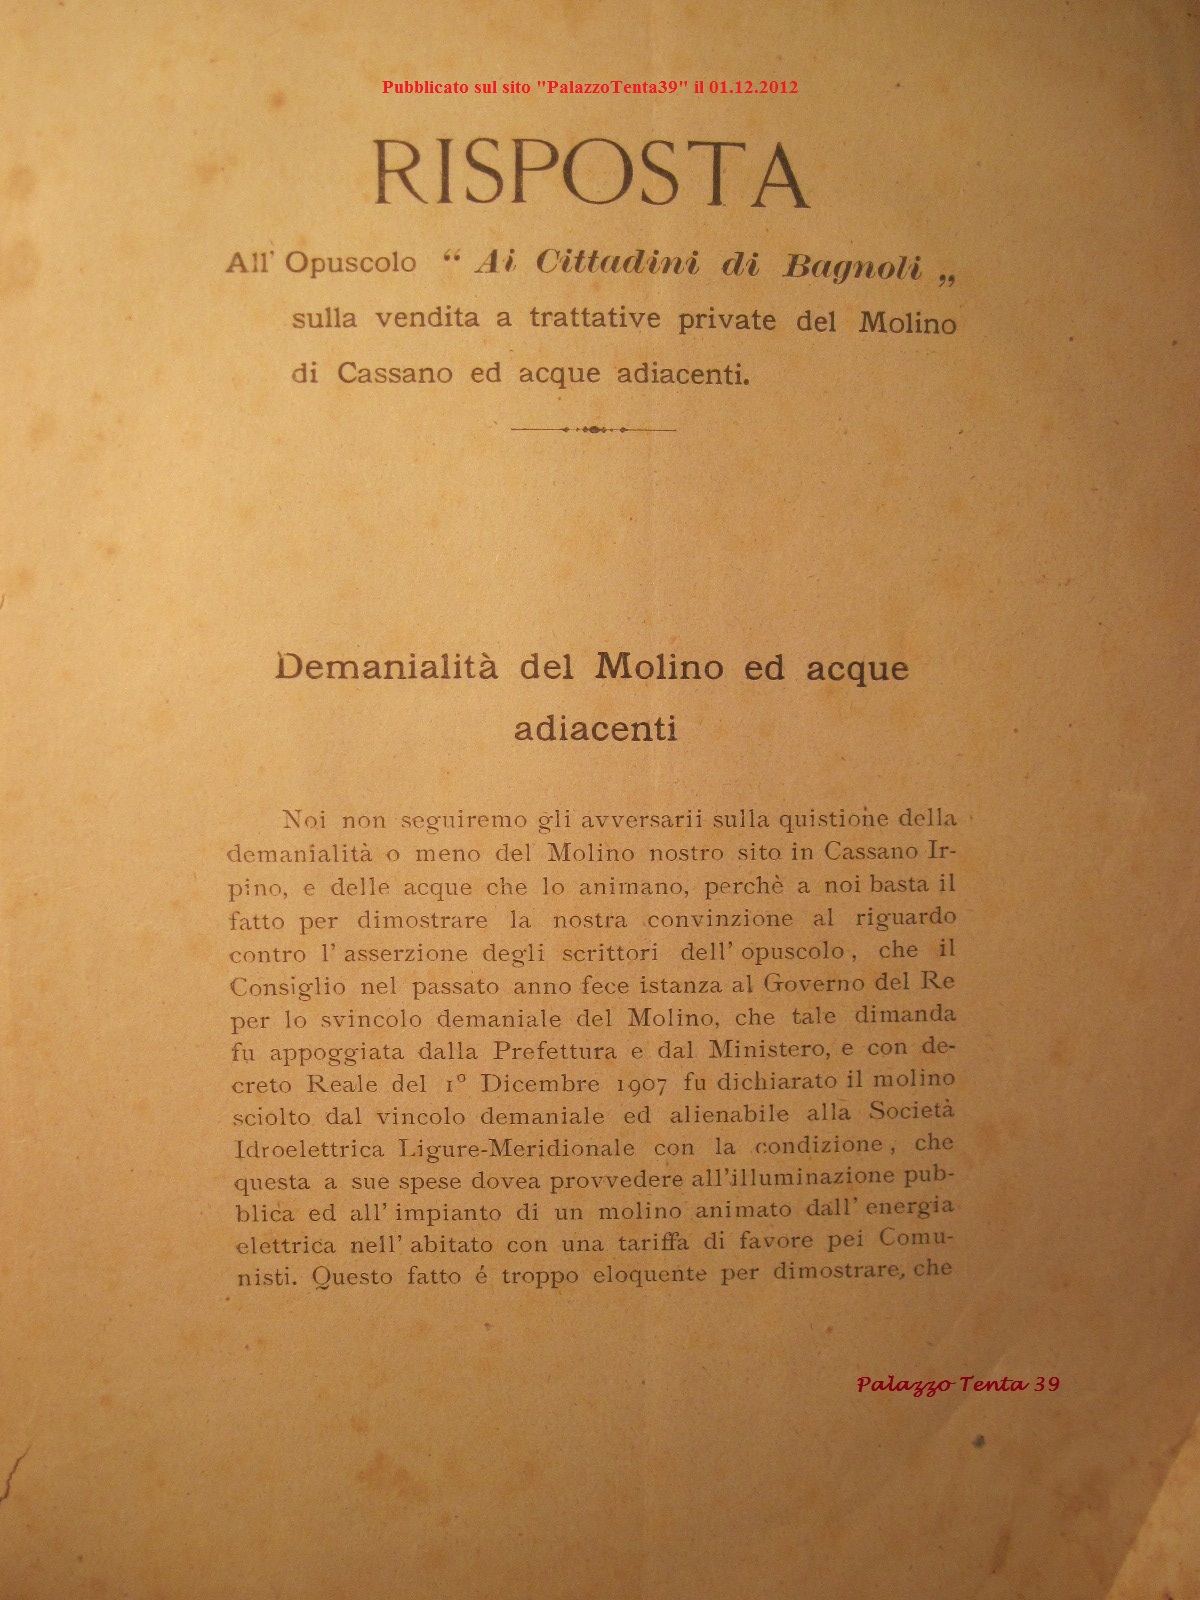 Pubblicato sul sito "PalazzoTenta39" il 01.12.2012
RISPOSTA
All' Opuscolo “ Ai Cittadini di Bagnoli „
sulla vendita a trattative private del Molino
di Cassano ed acque adiacenti.
Demanialità del Molino ed acque
adiacenti
Noi non seguiremo gli avversarii sulla quistione della
demanialità o meno del Molino nostro sito in Cassano Ir-
pino, e delle acque che lo animano, perchè a noi basta il
fatto per dimostrare la nostra convinzione al riguardo
contro l' asserzione degli scrittori dell' opuscolo, che il
Consiglio nel passato anno fece istanza al Governo del Re
per lo svincolo demaniale del Molino, che tale dimanda
fu appoggiata dalla Prefettura e dal Ministero, e con de-
creto Reale del 1° Dicembre 1907 fu dichiarato il molino
sciolto dal vincolo demaniale ed alienabile alla Società
Idroelettrica Ligure-Meridionale con la condizione, che
questa a sue spese dovea provvedere all'illuminazione pub-
blica ed all' impianto di un molino animato dall' energia
elettrica nell' abitato con una tariffa di favore pei Comu-
nisti. Questo fatto é troppo eloquente per dimostrare, che
Palazzo Tenta 39